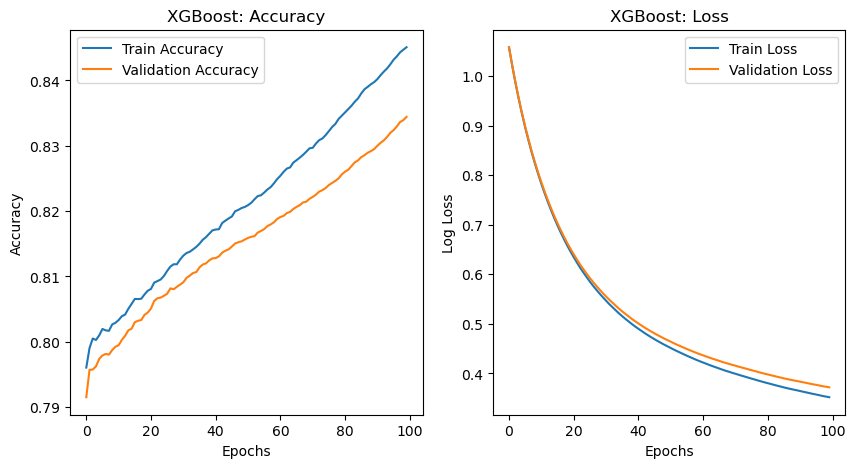 XGBoost: Accuracy
Train Accuracy
Validation Accuracy
0.84
0.83
0.82
0.81
0.80
0.79
Accuracy
0
20
40
60
80
100
Epochs
XGBoost: Loss
Train Loss
Validation Loss
1.0
0.9
0.8
0.7
0.6
0.5
0.4
Log Loss
0
20
40
60
80
100
Epochs